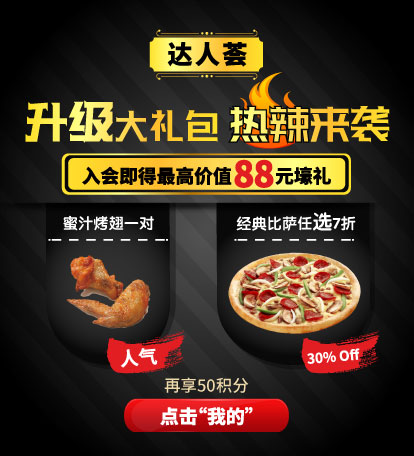 达人荟
升级大礼包 热辣来袭
入会即得最高价值88元壕礼
蜜汁烤翅一对
经典比萨任选7折
人气
30% Off
再享50积分
点击“我的”